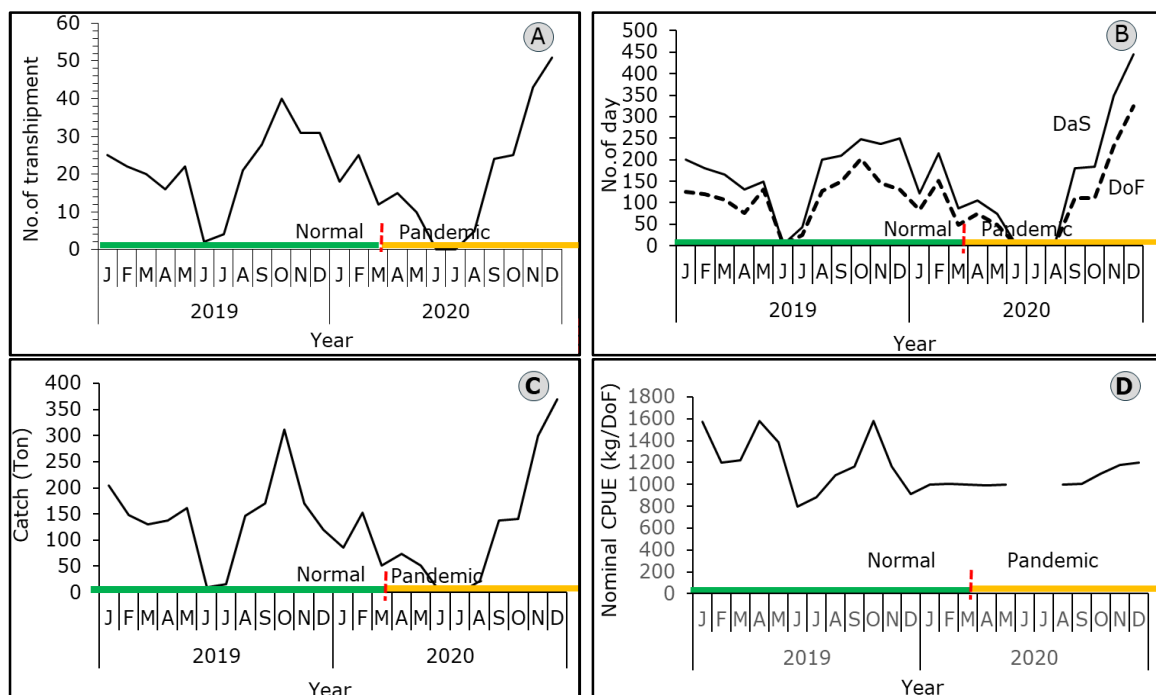 A
No.of transhipment
60
50
40
30
20
10
0
Normal Pandemic
J F M A M J J A S O N D J F M A M J J A S O N D
2019 2020
Year
B
No.of day
500
450
400
350
300
250
200
150
100
50
0
DaS
DoF
Normal Pandemic
J F M A M J J A S O N D J F M A M J J A S O N D
2019 2020
Year
C
Catch (Ton)
400
350
300
250
200
150
100
50
0
Normal Pandemic
J F M A M J J A S O N D J F M A M J J A S O N D
2019 2020
Year
D
Nominal CPUE (kg/DoF)
1800
1600
1400
1200
1000
800
600
400
200
0
Normal Pandemic
J F M A M J J A S O N D J F M A M J J A S O N D
2019 2020
Year